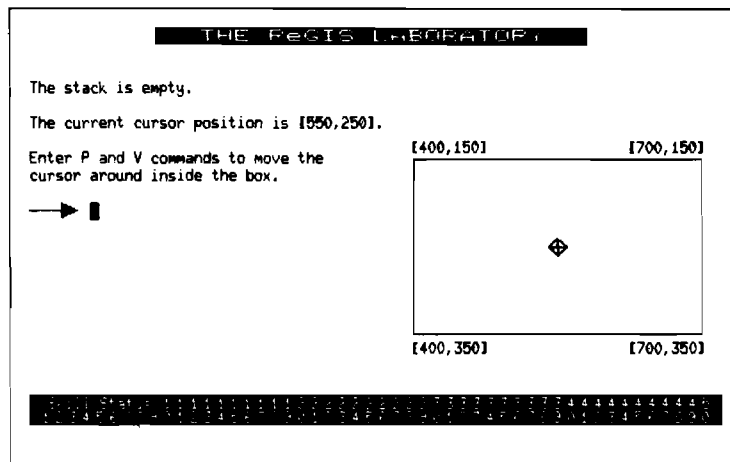 THE ReGIS LABORATORY
The stack is empty.
The current cursor position is [550,250].
Enter P and V commands to move the
cursor around inside the box.
[400,150] [700,150]
[400,350] [700,350]